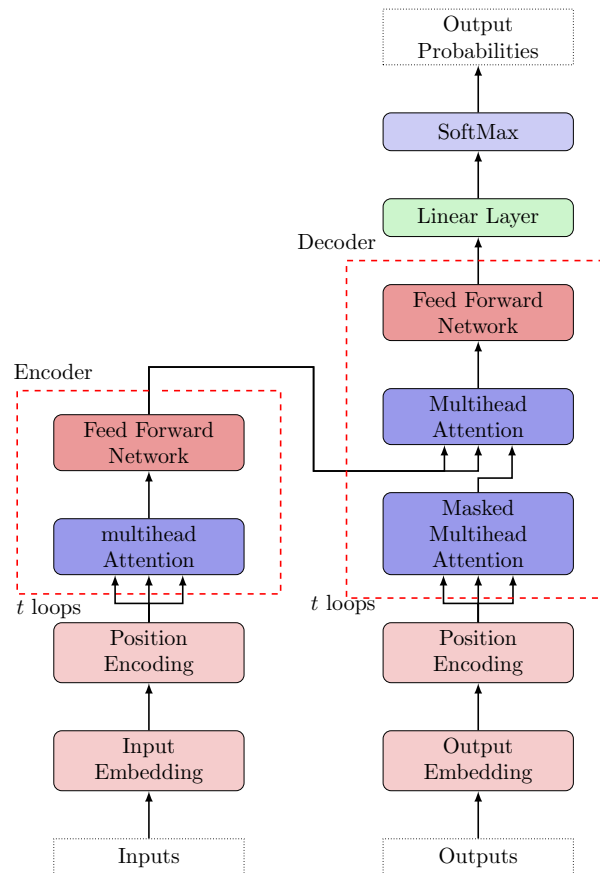 Output
Probabilities
SoftMax
Linear Layer
Decoder
Feed Forward
Network
Encoder
Multihead
Attention
Feed Forward
Network
Masked
Multihead
Attention
multihead
Attention
t loops
t loops
Position
Encoding
Position
Encoding
Input
Embedding
Output
Embedding
Inputs
Outputs